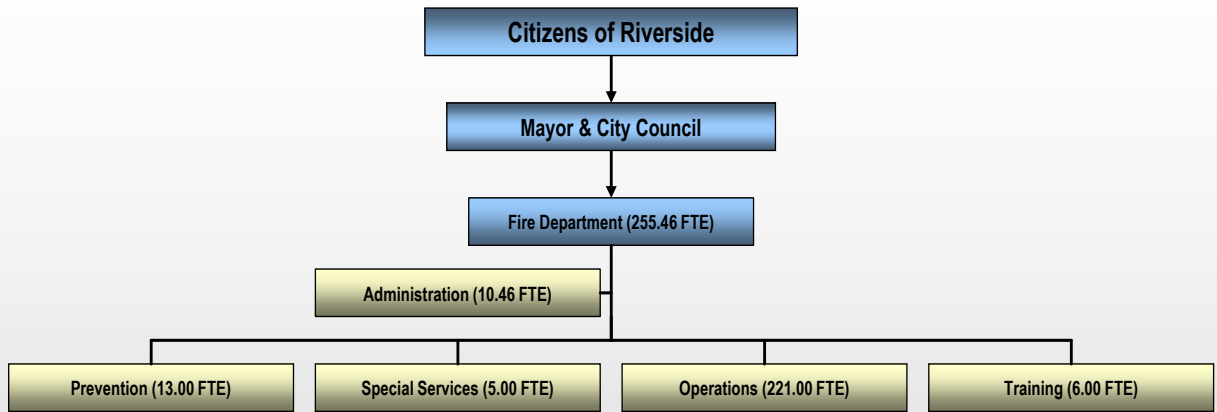 Citizens of Riverside
Mayor & City Council
Fire Department (255.46 FTE)
Administration (10.46 FTE)
Prevention (13.00 FTE)
Special Services (5.00 FTE)
Operations (221.00 FTE)
Training (6.00 FTE)